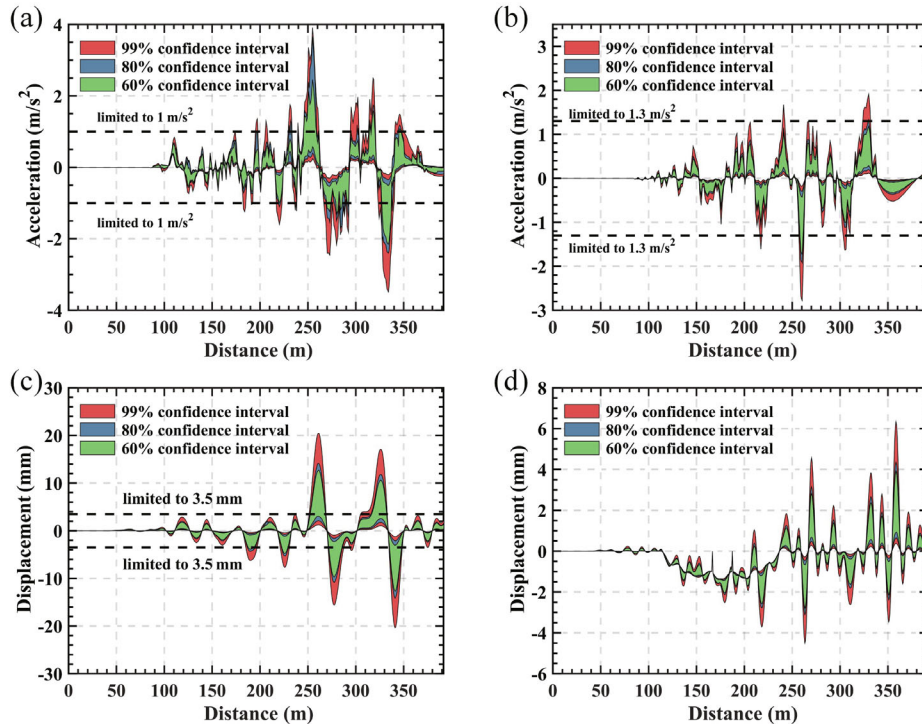 (a)
4
3
2
1
0
-1
-2
-3
-4
Acceleration (m/s²)
99% confidence interval
80% confidence interval
60% confidence interval
limited to 1 m/s²
limited to 1 m/s²
0 50 100 150 200 250 300 350
Distance (m)
(b)
3
2
1
0
-1
-2
-3
Acceleration (m/s²)
99% confidence interval
80% confidence interval
60% confidence interval
limited to 1.3 m/s²
limited to 1.3 m/s²
0 50 100 150 200 250 300 350
Distance (m)
(c)
30
20
10
0
-10
-20
-30
Displacement (mm)
99% confidence interval
80% confidence interval
60% confidence interval
limited to 3.5 mm
limited to 3.5 mm
0 50 100 150 200 250 300 350
Distance (m)
(d)
8
6
4
2
0
-2
-4
-6
Displacement (mm)
99% confidence interval
80% confidence interval
60% confidence interval
0 50 100 150 200 250 300 350
Distance (m)